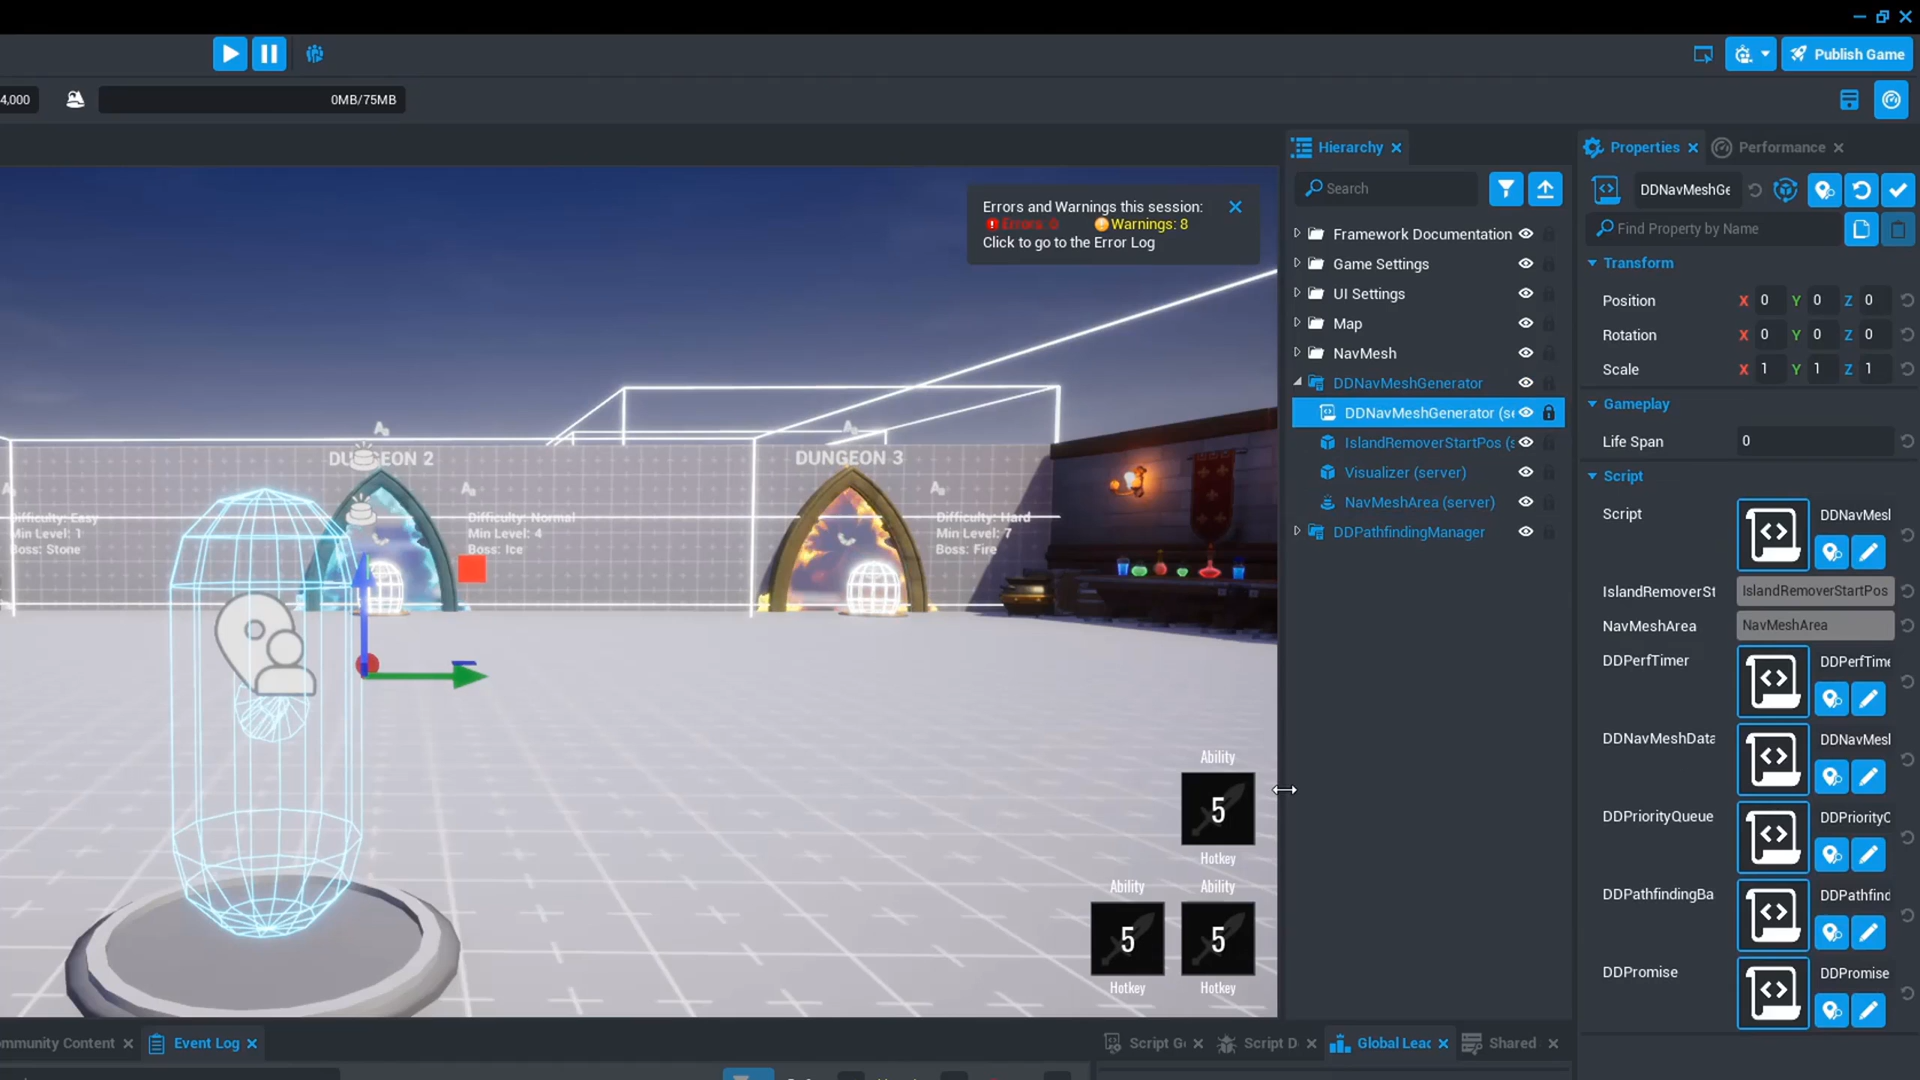 Publish Game
4,000
0MB/75MB
Hierarchy
Properties
Performance
Search
DDNavMeshGe
Find Property by Name
Errors and Warnings this session:
Errors: 0 Warnings: 8
Click to go to the Error Log
Framework Documentation
Game Settings
UI Settings
Map
NavMesh
DDNavMeshGenerator
DDNavMeshGenerator (se
IslandRemoverStartPos (s
Visualizer (server)
NavMeshArea (server)
DDPathfindingManager
Transform
Position X 0 Y 0 Z 0
Rotation X 0 Y 0 Z 0
Scale X 1 Y 1 Z 1
Gameplay
Life Span 0
Script
Script DDNavMesl
IslandRemoverSt IslandRemoverStartPos
NavMeshArea NavMeshArea
DDPerfTimer DDPerfTime
DDNavMeshData DDNavMesl
DDPriorityQueue DDPriorityC
DDPathfindingBa DDPathfind
DDPromise DDPromise
DUNGEON 2
DUNGEON 3
Difficulty: Easy
Min Level: 1
Boss: Stone
Difficulty: Normal
Min Level: 4
Boss: Ice
Difficulty: Hard
Min Level: 7
Boss: Fire
Ability
5
Hotkey
Ability Ability
5 5
Hotkey Hotkey
ommunity Content
Event Log
Script G
Script D
Global Leac
Shared